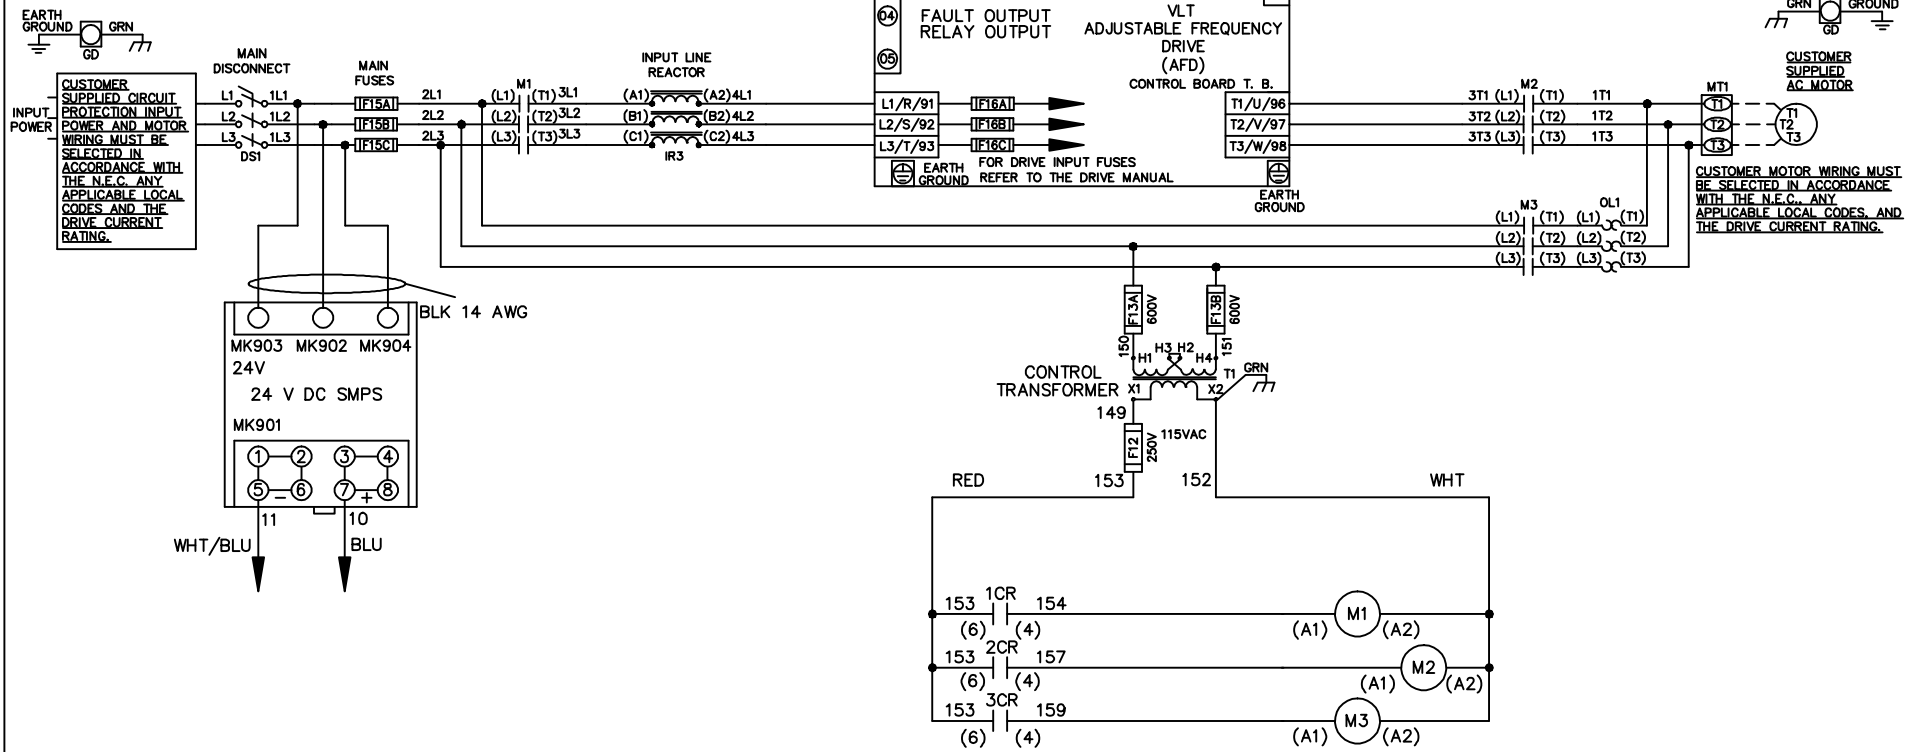 EARTH
GROUND
GRN
GD
INPUT
POWER
CUSTOMER
SUPPLIED CIRCUIT
PROTECTION INPUT
POWER AND MOTOR
WIRING MUST BE
SELECTED IN
ACCORDANCE WITH
THE N.E.C. ANY
APPLICABLE LOCAL
CODES AND THE
DRIVE CURRENT
RATING.
MAIN
DISCONNECT
L1 1L1
L2 1L2
L3 1L3
DS1
MAIN
FUSES
F15A
F15B
F15C
2L1
2L2
2L3
M1
(L1) (T1) 3L1
(L2) (T2) 3L2
(L3) (T3) 3L3
INPUT LINE
REACTOR
(A1) (A2) 4L1
(B1) (B2) 4L2
(C1) (C2) 4L3
IR3
04
05
FAULT OUTPUT
RELAY OUTPUT
VLT
ADJUSTABLE FREQUENCY
DRIVE
(AFD)
CONTROL BOARD T. B.
L1/R/91
L2/S/92
L3/T/93
F16A
F16B
F16C
T1/U/96
T2/V/97
T3/W/98
EARTH
GROUND
FOR DRIVE INPUT FUSES
REFER TO THE DRIVE MANUAL
EARTH
GROUND
M2
3T1 (L1) (T1) 1T1
3T2 (L2) (T2) 1T2
3T3 (L3) (T3) 1T3
MT1
T1
T2
T3
T1
T2
T3
GRN
GROUND
GD
CUSTOMER
SUPPLIED
AC MOTOR
CUSTOMER MOTOR WIRING MUST
BE SELECTED IN ACCORDANCE
WITH THE N.E.C., ANY
APPLICABLE LOCAL CODES, AND
THE DRIVE CURRENT RATING.
M3
OL1
(L1) (T1) (L1) (T1)
(L2) (T2) (L2) (T2)
(L3) (T3) (L3) (T3)
BLK 14 AWG
MK903 MK902 MK904
24V
24 V DC SMPS
MK901
1 2 3 4
5 - 6 7 + 8
11
10
WHT/BLU
BLU
F13A
600V
F13B
600V
150
151
H1 H3 H2 H4
CONTROL
TRANSFORMER
T1
GRN
X1
X2
149
F12
250V
115VAC
153
152
RED
WHT
1CR
153 154
(6) (4)
M1
(A1) (A2)
2CR
153 157
(6) (4)
M2
(A1) (A2)
3CR
153 159
(6) (4)
M3
(A1) (A2)